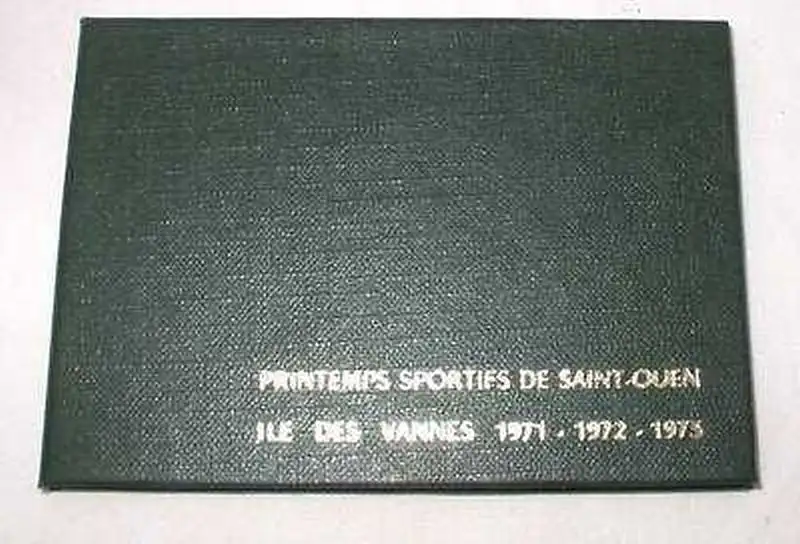 PRINTEMPS SPORTIFS DE SAINT-OUEN
ILE DES VANNES 1971 - 1972 - 1973